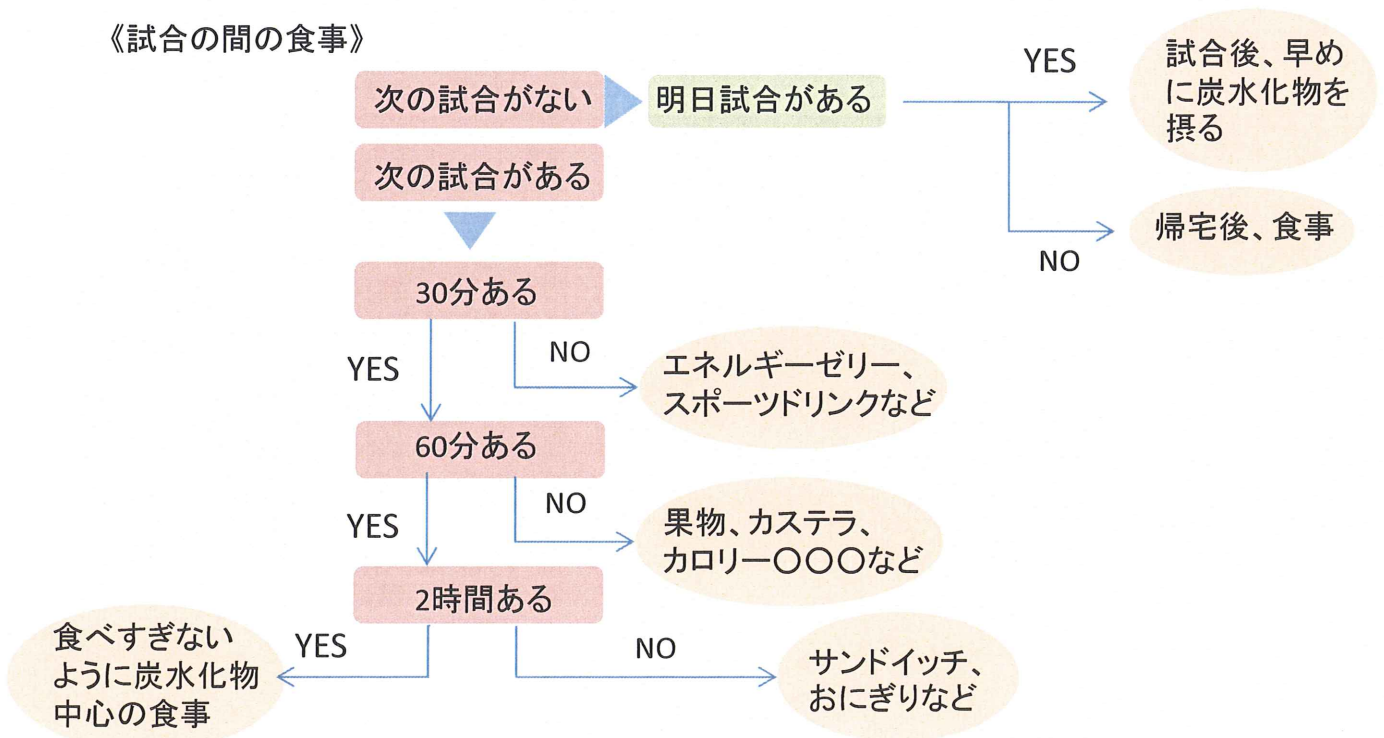 《試合の間の食事》
次の試合がない
明日試合がある
YES
試合後、早め
に炭水化物を
摂る
NO
帰宅後、食事
次の試合がある
30分ある
YES
NO
エネルギーゼリー、
スポーツドリンクなど
60分ある
YES
NO
果物、カステラ、
カロリー〇〇〇など
2時間ある
YES
食べすぎない
ように炭水化物
中心の食事
NO
サンドイッチ、
おにぎりなど